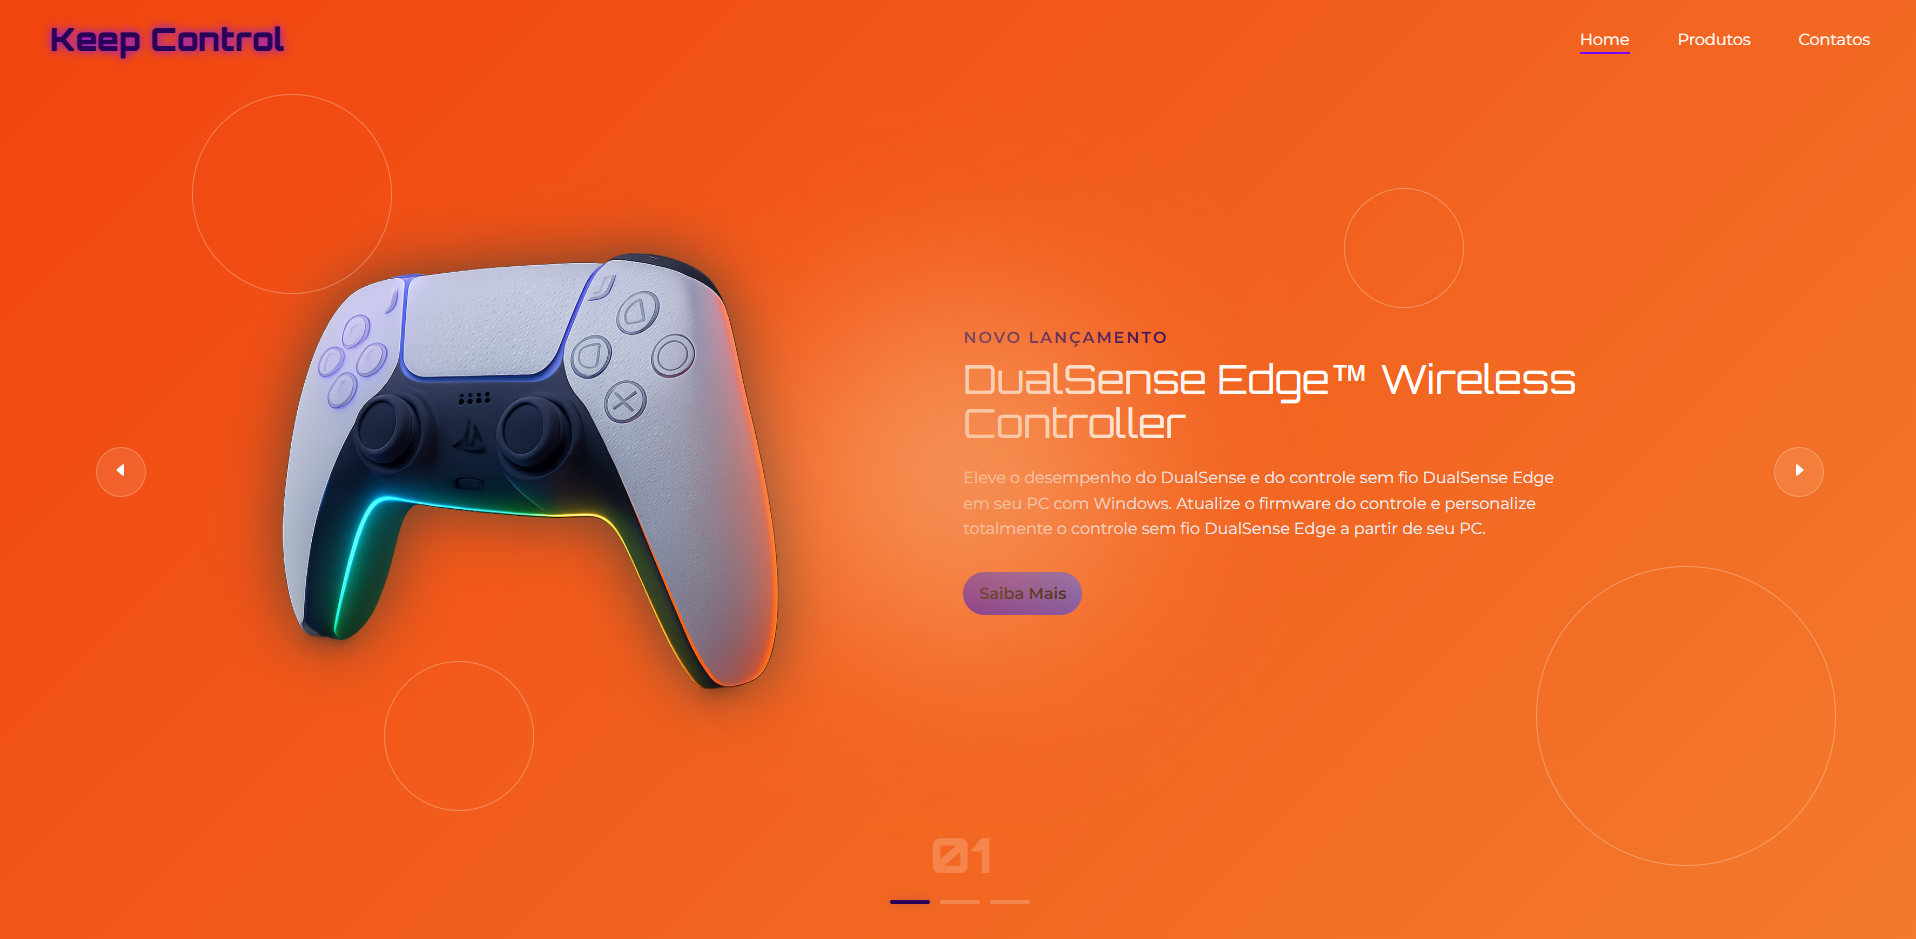 Keep Control
Home
Produtos
Contatos
NOVO LANÇAMENTO
DualSense Edge™ Wireless
Controller
Eleve o desempenho do DualSense e do controle sem fio DualSense Edge
em seu PC com Windows. Atualize o firmware do controle e personalize
totalmente o controle sem fio DualSense Edge a partir de seu PC.
Saiba Mais
01